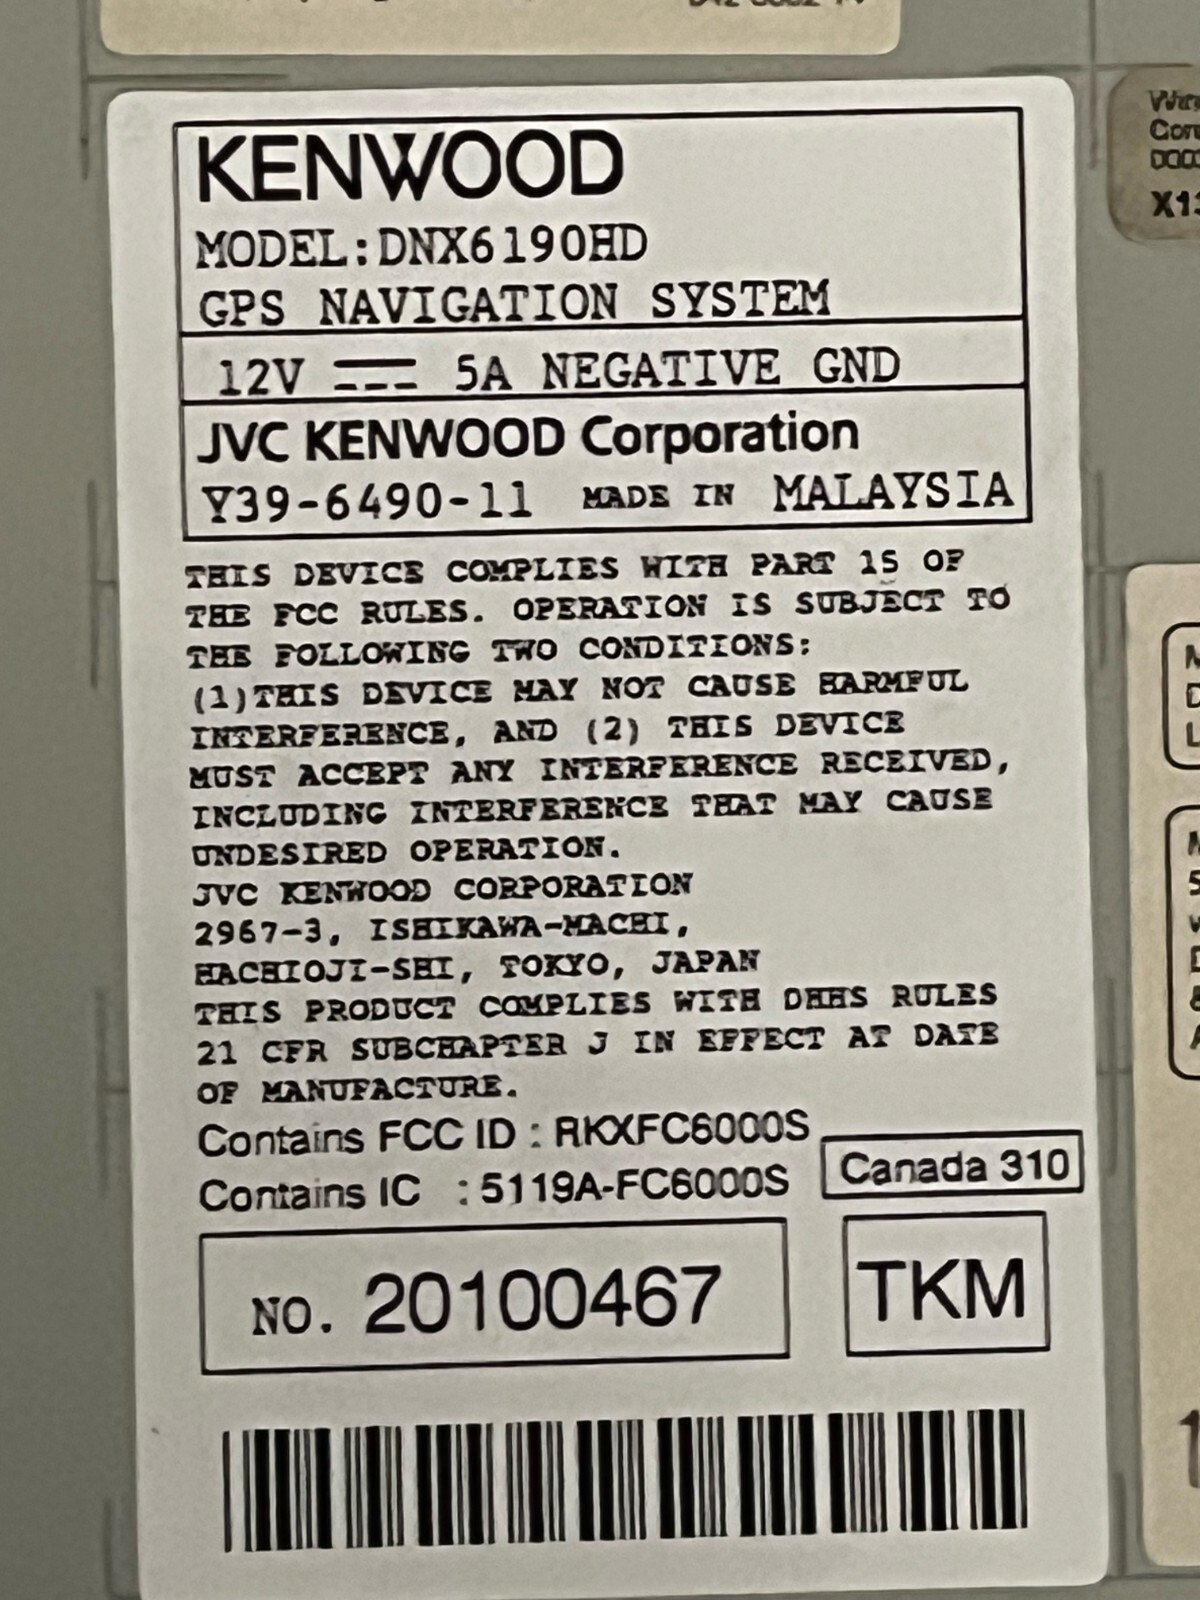 KENWOOD
MODEL:DNX6190HD
GPS NAVIGATION SYSTEM
12V 5A NEGATIVE GND
JVC KENWOOD Corporation
Y39-6490-11 MADE IN MALAYSIA
THIS DEVICE COMPLIES WITH PART 15 OF
THE FCC RULES. OPERATION IS SUBJECT TO
THE FOLLOWING TWO CONDITIONS:
(1)THIS DEVICE MAY NOT CAUSE HARMFUL
INTERFERENCE, AND (2) THIS DEVICE
MUST ACCEPT ANY INTERFERENCE RECEIVED,
INCLUDING INTERFERENCE THAT MAY CAUSE
UNDESIRED OPERATION.
JVC KENWOOD CORPORATION
2967-3, ISHIKAWA-MACHI,
HACHIOJI-SHI, TOKYO, JAPAN
THIS PRODUCT COMPLIES WITH DHHS RULES
21 CFR SUBCHAPTER J IN EFFECT AT DATE
OF MANUFACTURE.
Contains FCC ID : RKXFC6000S
Contains IC : 5119A-FC6000S
Canada 310
NO. 20100467
TKM